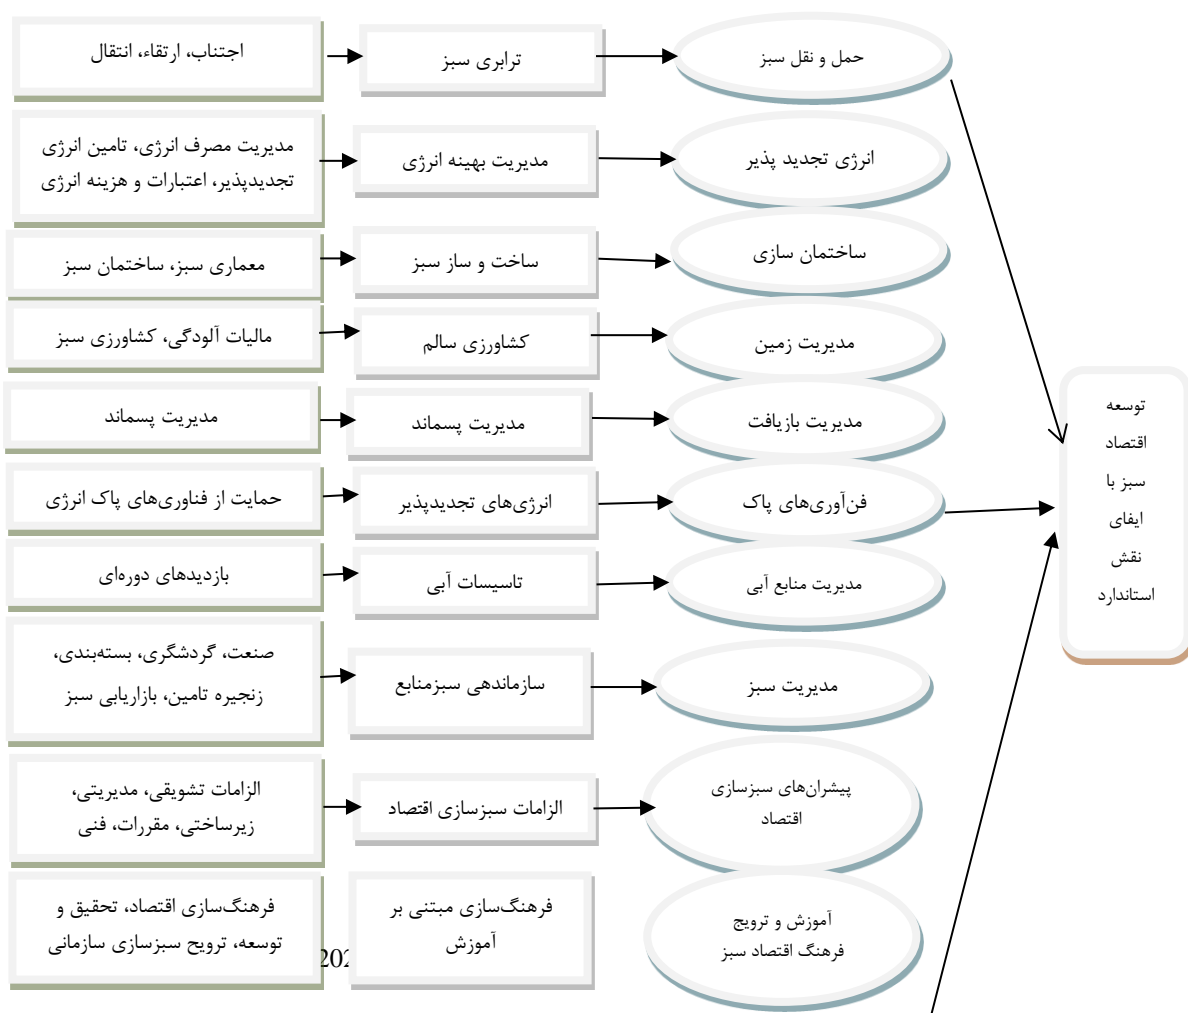 اجتناب، ارتقاء، انتقال
ترابری سبز
حمل و نقل سبز
مدیریت مصرف انرژی، تامین انرژی
تجدیدپذیر، اعتبارات و هزینه انرژی
مدیریت بهینه انرژی
انرژی تجدید پذیر
معماری سبز، ساختمان سبز
ساخت و ساز سبز
ساختمان سازی
مالیات آلودگی، کشاورزی سبز
کشاورزی سالم
مدیریت زمین
مدیریت پسماند
مدیریت پسماند
مدیریت بازیافت
حمایت از فناوری‌های پاک انرژی
انرژی‌های تجدیدپذیر
فن‌آوری‌های پاک
بازدیدهای دوره‌ای
تاسیسات آبی
مدیریت منابع آبی
صنعت، گردشگری، بسته‌بندی،
زنجیره تامین، بازاریابی سبز
سازماندهی سبزمنابع
مدیریت سبز
الزامات تشویقی، مدیریتی،
زیرساختی، مقررات، فنی
الزامات سبزسازی اقتصاد
پیشران‌های سبزسازی
اقتصاد
فرهنگ‌سازی اقتصاد، تحقیق و
توسعه، ترویح سبزسازی سازمانی
فرهنگ‌سازی مبتنی بر
آموزش
آموزش و ترویج
فرهنگ اقتصاد سبز
توسعه
اقتصاد
سبز با
ایفای
نقش
استاندارد